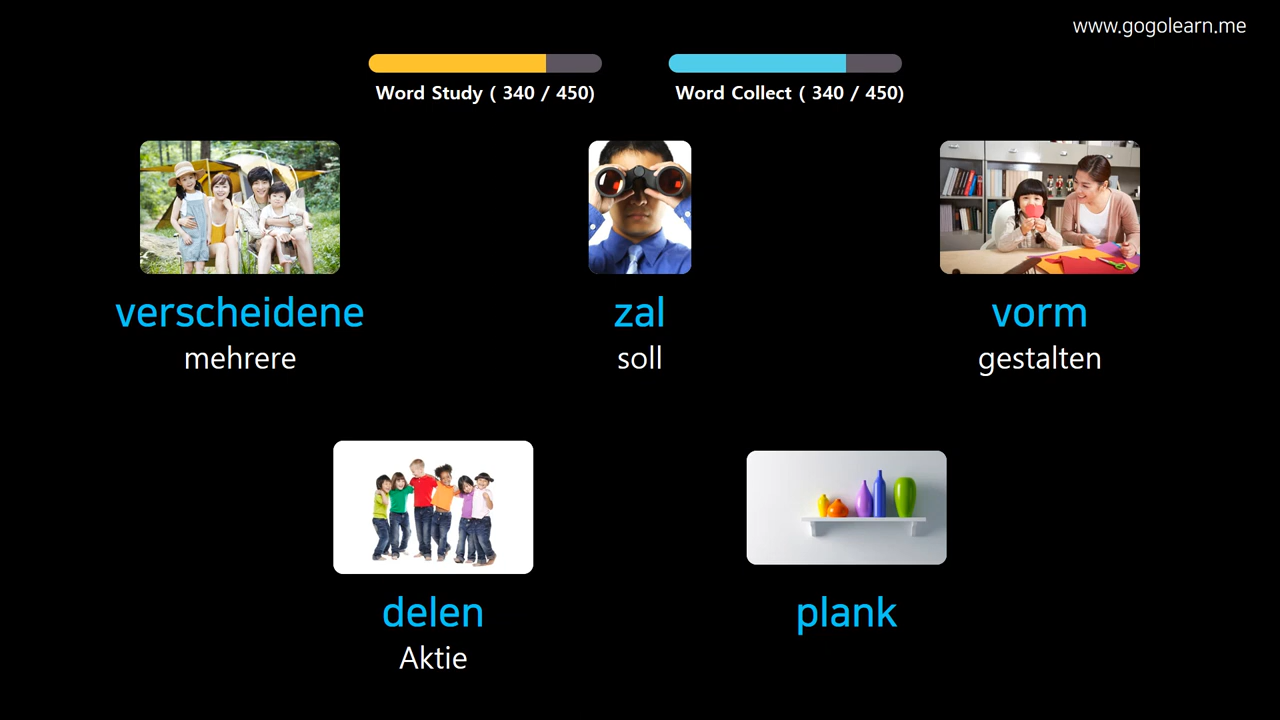 www.gogolearn.me
Word Study ( 340 / 450)
Word Collect ( 340 / 450)
verscheidene
mehrere
zal
soll
vorm
gestalten
delen
Aktie
plank